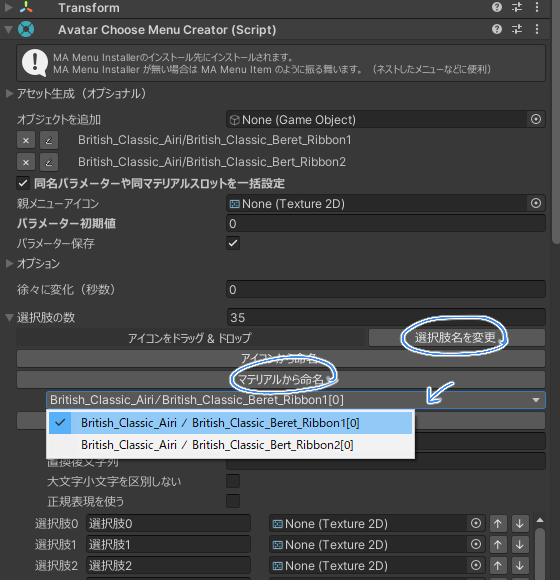 Transform
Avatar Choose Menu Creator (Script)
MA Menu Installerのインストール先にインストールされます。
MA Menu Installer が無い場合は MA Menu Item のように振る舞います。 （ネストしたメニューなどに便利）
アセット生成（オプショナル）
オブジェクトを追加 None (Game Object)
× British_Classic_Airi/British_Classic_Beret_Ribbon1
× British_Classic_Airi/British_Classic_Bert_Ribbon2
同名パラメーターや同マテリアルスロットを一括設定
親メニューアイコン None (Texture 2D)
パラメーター初期値 0
パラメーター保存
オプション
徐々に変化（秒数） 0
選択肢の数 35
アイコンをドラッグ & ドロップ 選択肢名を変更
アイコンから命名
マテリアルから命名
British_Classic_Airi/British_Classic_Beret_Ribbon1[0]
British_Classic_Airi / British_Classic_Beret_Ribbon1[0]
British_Classic_Airi / British_Classic_Bert_Ribbon2[0]
置換後文字列
大文字小文字を区別しない
正規表現を使う
選択肢0 選択肢0 None (Texture 2D) ↑ ↓
選択肢1 選択肢1 None (Texture 2D) ↑ ↓
選択肢2 選択肢2 None (Texture 2D) ↑ ↓